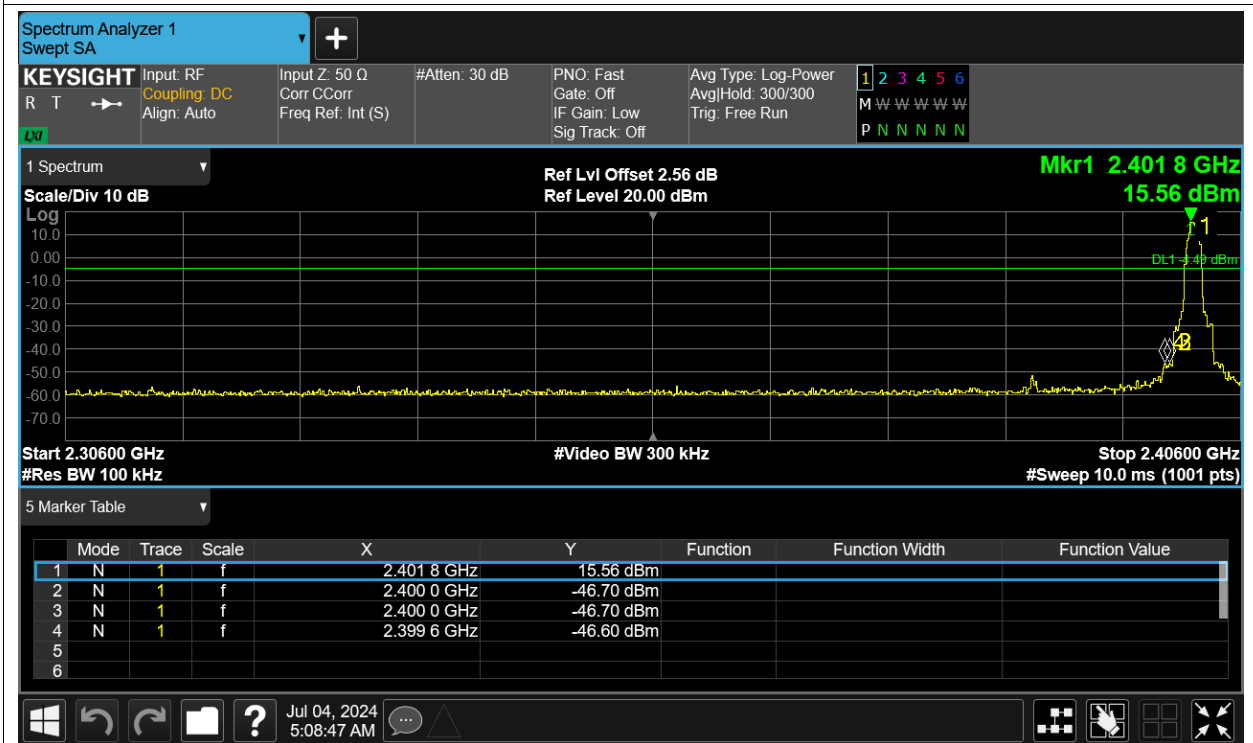 Spectrum Analyzer 1
Swept SA
+
KEYSIGHT
R T
LXI
Input: RF
Coupling: DC
Align: Auto
Input Z: 50 Ω
Corr CCorr
Freq Ref: Int (S)
#Atten: 30 dB
PNO: Fast
Gate: Off
IF Gain: Low
Sig Track: Off
Avg Type: Log-Power
Avg|Hold: 300/300
Trig: Free Run
1 2 3 4 5 6
M W W W W W
P N N N N N
1 Spectrum
Scale/Div 10 dB
Ref Lvl Offset 2.56 dB
Ref Level 20.00 dBm
Mkr1 2.401 8 GHz
15.56 dBm
Log
10.0
0.00
-10.0
-20.0
-30.0
-40.0
-50.0
-60.0
-70.0
1
DL1 -4.49 dBm
Start 2.30600 GHz
#Res BW 100 kHz
#Video BW 300 kHz
Stop 2.40600 GHz
#Sweep 10.0 ms (1001 pts)
5 Marker Table
Mode Trace Scale X Y Function Function Width Function Value
1 N 1 f 2.401 8 GHz 15.56 dBm
2 N 1 f 2.400 0 GHz -46.70 dBm
3 N 1 f 2.400 0 GHz -46.70 dBm
4 N 1 f 2.399 6 GHz -46.60 dBm
5
6
?
Jul 04, 2024
5:08:47 AM